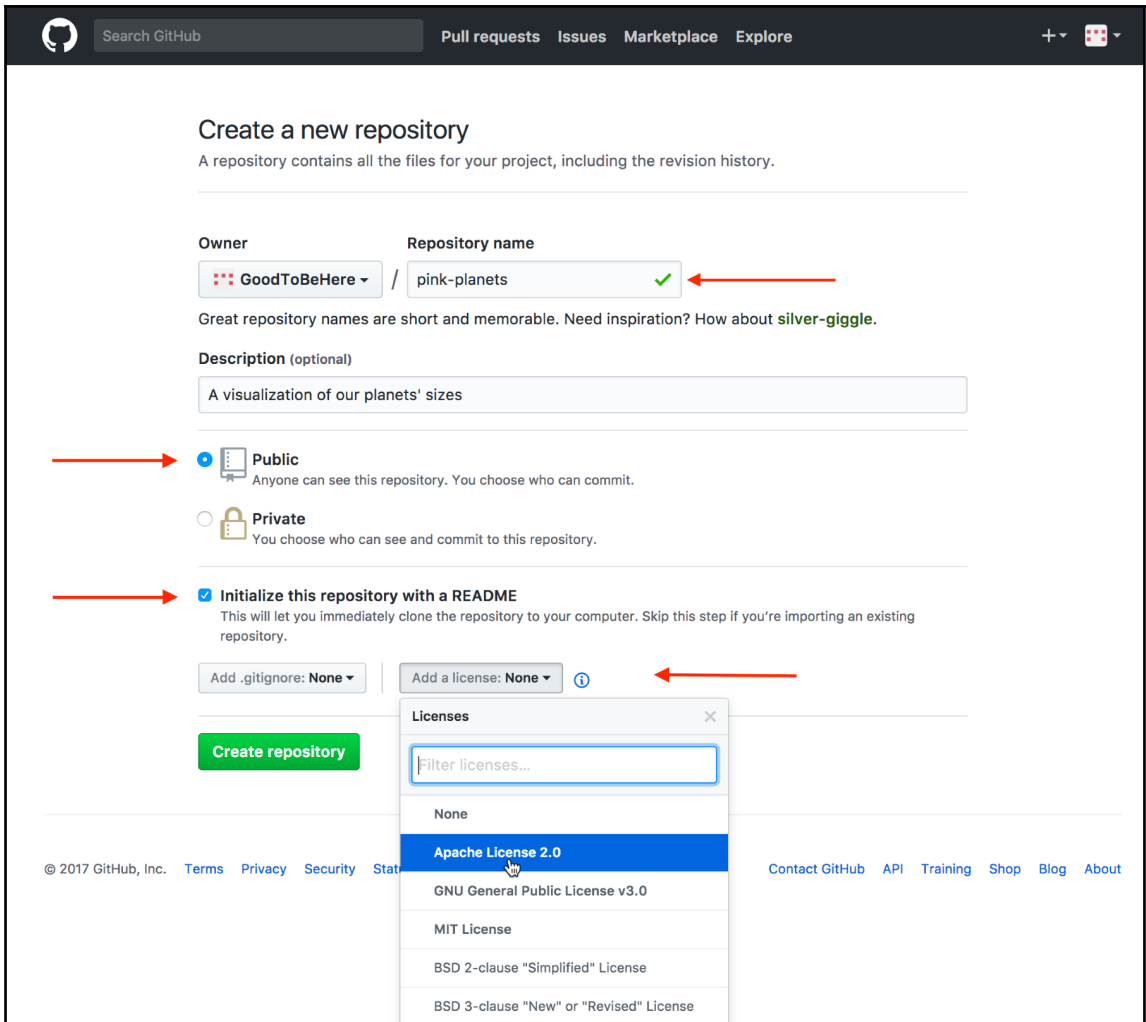 Search GitHub Pull requests Issues Marketplace Explore
Create a new repository
A repository contains all the files for your project, including the revision history.
Owner Repository name
GoodToBeHere / pink-planets
Great repository names are short and memorable. Need inspiration? How about silver-giggle.
Description (optional)
A visualization of our planets' sizes
Public
Anyone can see this repository. You choose who can commit.
Private
You choose who can see and commit to this repository.
Initialize this repository with a README
This will let you immediately clone the repository to your computer. Skip this step if you're importing an existing
repository.
Add .gitignore: None Add a license: None
Licenses
Create repository
Filter licenses...
None
Apache License 2.0
© 2017 GitHub, Inc. Terms Privacy Security Contact GitHub API Training Shop Blog About
GNU General Public License v3.0
MIT License
BSD 2-clause "Simplified" License
BSD 3-clause "New" or "Revised" License